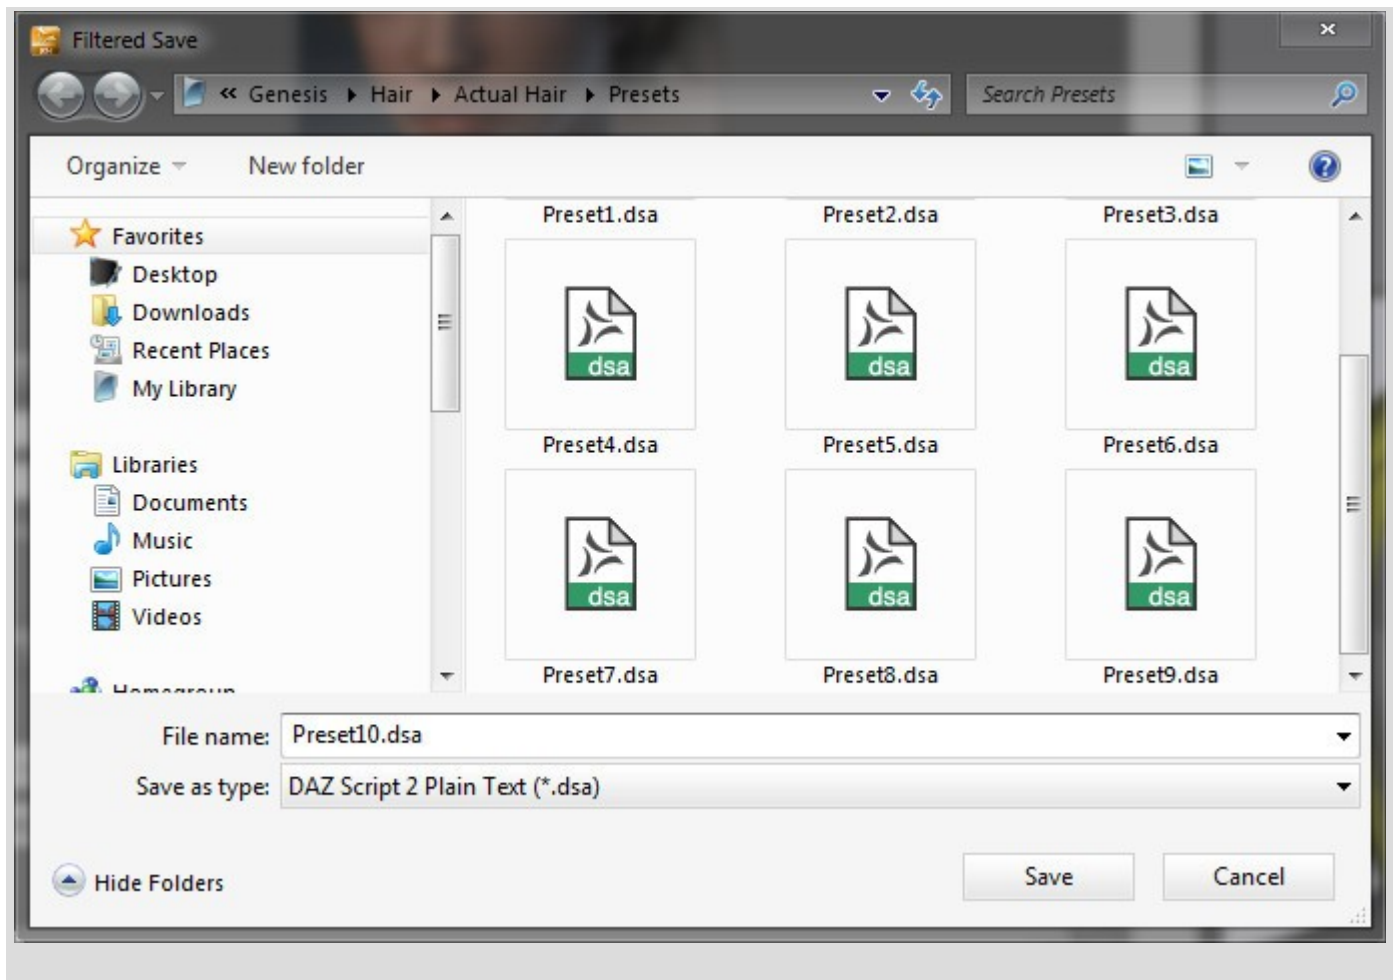 Filtered Save
« Genesis Hair Actual Hair Presets Search Presets
Organize New folder
Favorites
Desktop
Downloads
Recent Places
My Library
Libraries
Documents
Music
Pictures
Videos
Homegroup
Preset1.dsa Preset2.dsa Preset3.dsa
dsa dsa dsa
Preset4.dsa Preset5.dsa Preset6.dsa
dsa dsa dsa
Preset7.dsa Preset8.dsa Preset9.dsa
File name: Preset10.dsa
Save as type: DAZ Script 2 Plain Text (*.dsa)
Hide Folders Save Cancel